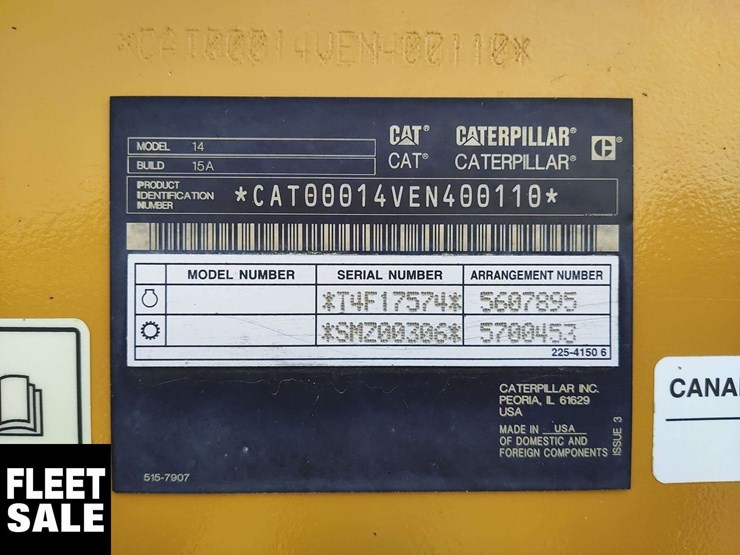 *CAT00014VEN400110*
CAT® CATERPILLAR®
CAT® CATERPILLAR®
MODEL 14
BUILD 15A
PRODUCT IDENTIFICATION NUMBER
*CAT00014VEN400110*
MODEL NUMBER SERIAL NUMBER ARRANGEMENT NUMBER
*T4F17574* 5607895
*SMZ00306* 5700453
225-4150 6
CATERPILLAR INC.
PEORIA, IL 61629
USA
MADE IN USA
OF DOMESTIC AND
FOREIGN COMPONENTS
ISSUE 3
515-7907
CANA
FLEET
SALE